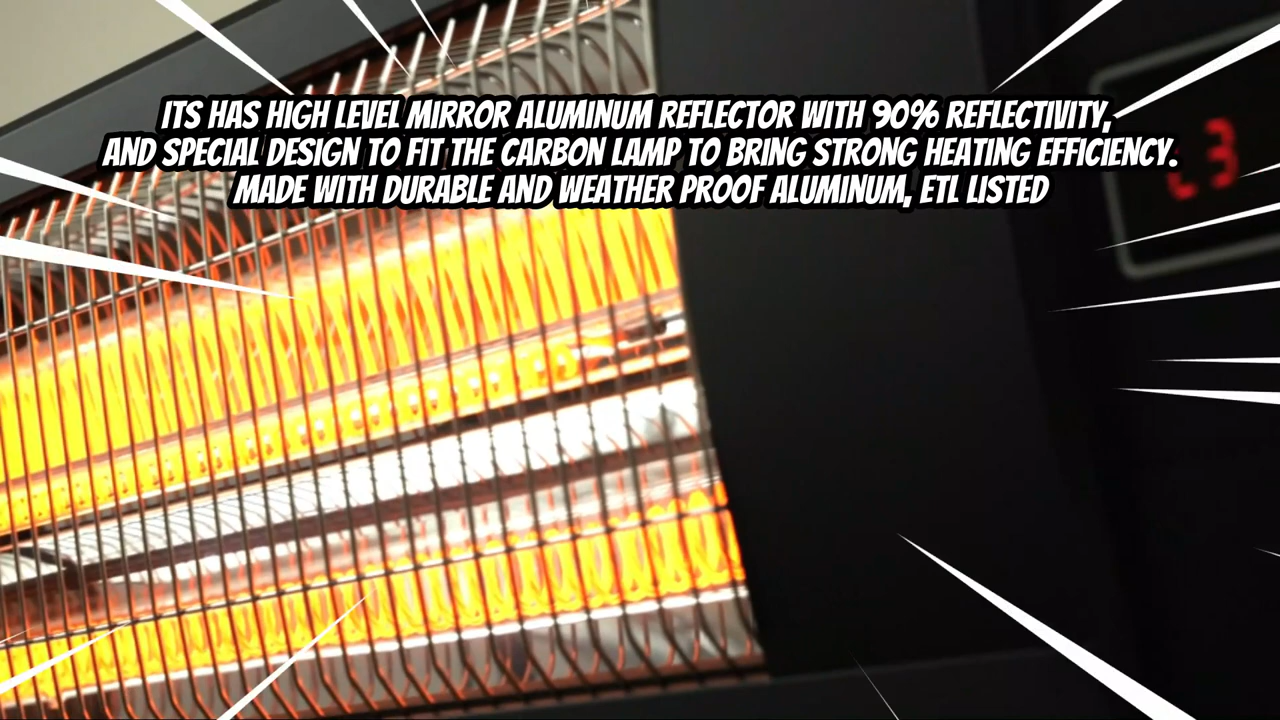 ITS HAS HIGH LEVEL MIRROR ALUMINUM REFLECTOR WITH 90% REFLECTIVITY,
AND SPECIAL DESIGN TO FIT THE CARBON LAMP TO BRING STRONG HEATING EFFICIENCY.
MADE WITH DURABLE AND WEATHER PROOF ALUMINUM, ETL LISTED